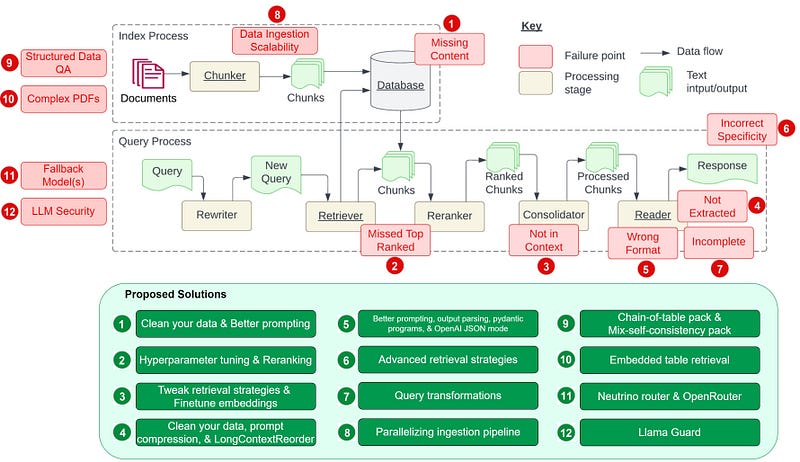 8
Data Ingestion
Scalability
1
Missing
Content
Key
Index Process
9
Structured Data
QA
10
Complex PDFs
Documents
Chunker
Chunks
Database
Failure point
Processing
stage
Data flow
Text
intput/output
Incorrect
Specificity
6
Query Process
11
Fallback
Model(s)
12
LLM Security
Query
Rewriter
New
Query
Retriever
Chunks
Reranker
Ranked
Chunks
Consolidator
Processed
Chunks
Reader
Response
Not
Extracted
4
Missed Top
Ranked
2
Not in
Context
3
Wrong
Format
5
Incomplete
7
Proposed Solutions
1
Clean your data & Better prompting
2
Hyperparameter tuning & Reranking
3
Tweak retrieval strategies &
Finetune embeddings
4
Clean your data, prompt
compression, & LongContextReorder
5
Better prompting, output parsing, pydantic
programs, & OpenAI JSON mode
6
Advanced retrieval strategies
7
Query transformations
8
Parallelizing ingestion pipeline
9
Chain-of-table pack &
Mix-self-consistency pack
10
Embedded table retrieval
11
Neutrino router & OpenRouter
12
Llama Guard